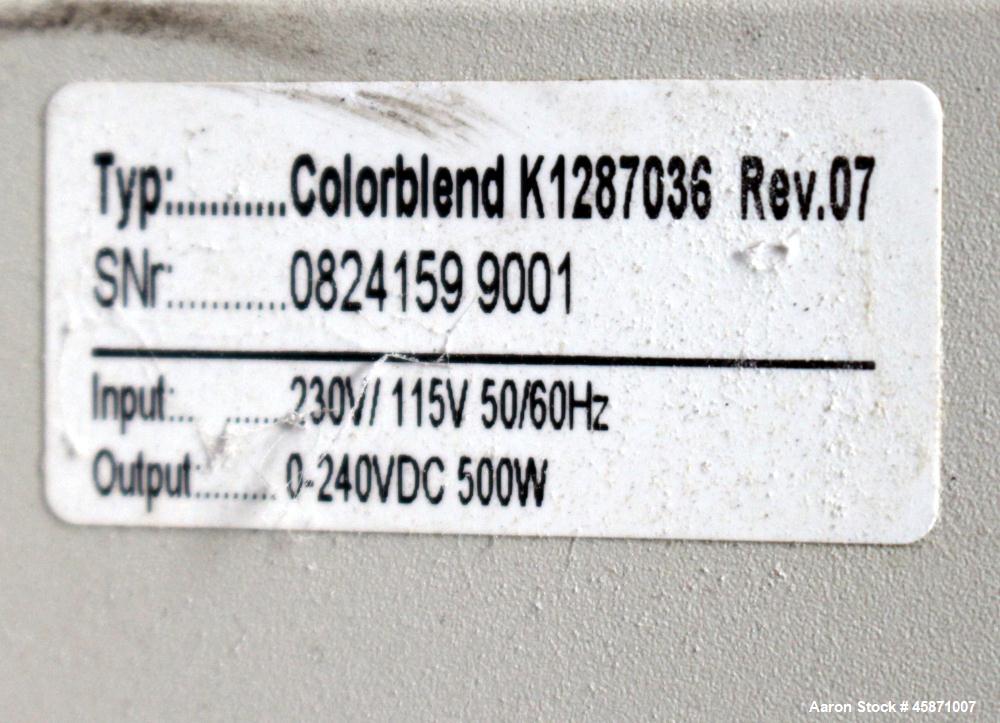 Typ:...........Colorblend K1287036 Rev.07
SNr:...........0824159 9001
Input:.. ......230V/ 115V 50/60Hz
Output:.........0-240VDC 500W
Aaron Stock # 45871007